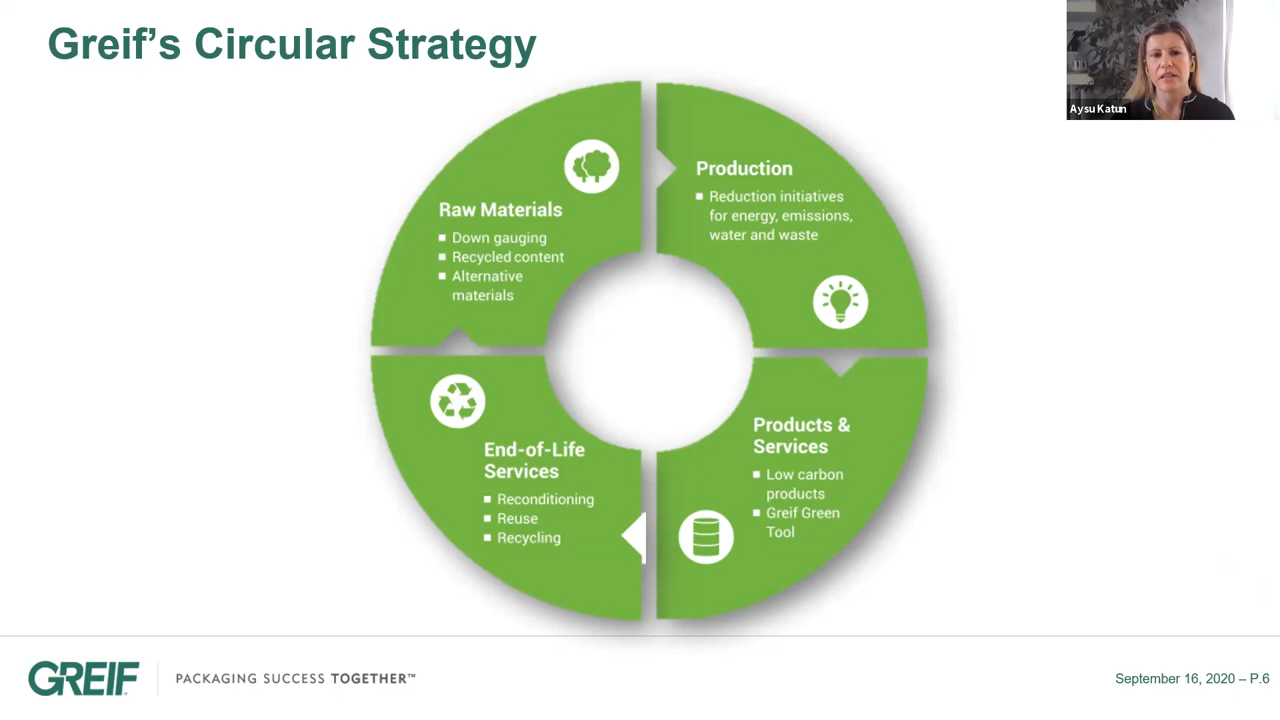 Greif's Circular Strategy
Aysu Katun
Raw Materials
■ Down gauging
■ Recycled content
■ Alternative
materials
Production
■ Reduction initiatives
for energy, emissions,
water and waste
Products &
Services
■ Low carbon
products
■ Greif Green
Tool
End-of-Life
Services
■ Reconditioning
■ Reuse
■ Recycling
GREIF
PACKAGING SUCCESS TOGETHER™
September 16, 2020 – P.6